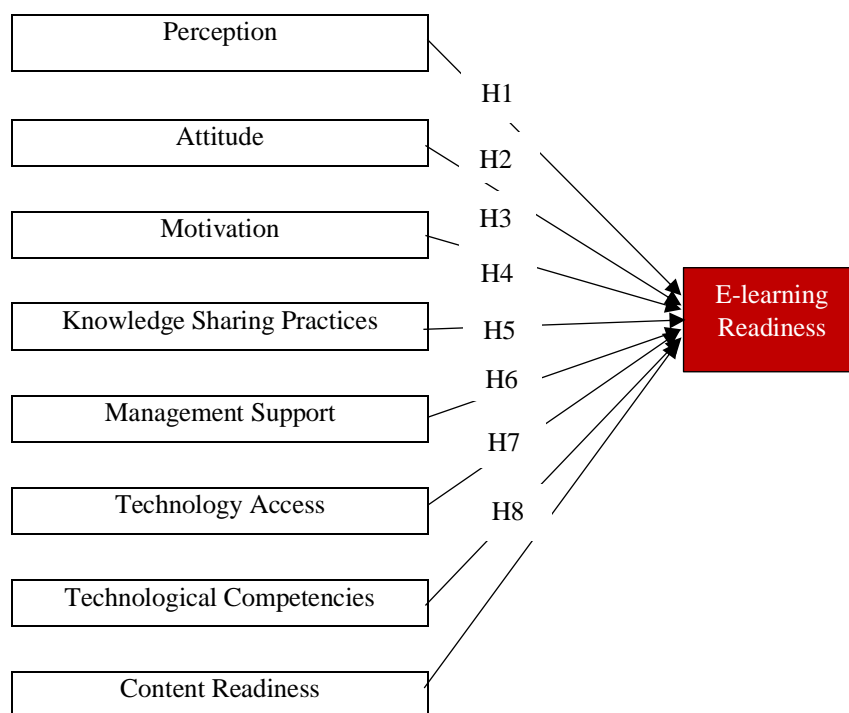 Perception
H1
Attitude
H2
Motivation
H3
H4
E-learning
Readiness
Knowledge Sharing Practices
H5
H6
Management Support
H7
Technology Access
H8
Technological Competencies
Content Readiness